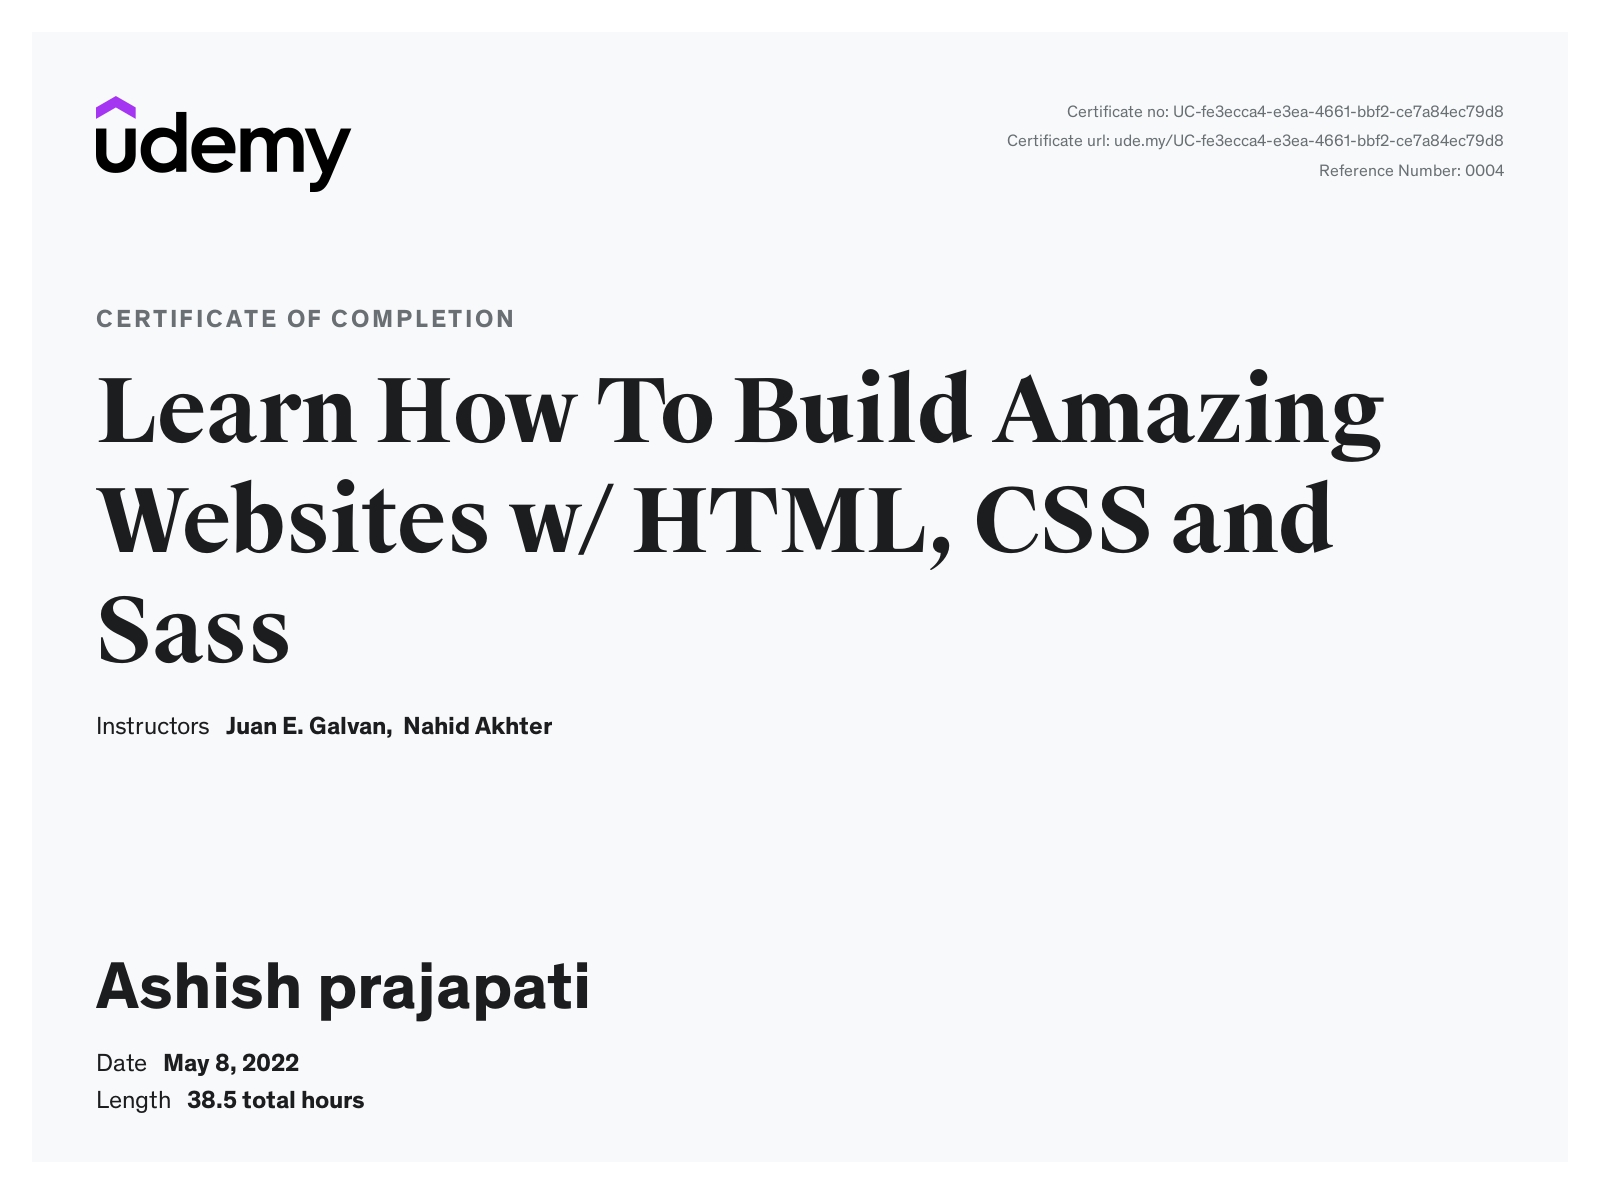 udemy
Certificate no: UC-fe3ecca4-e3ea-4661-bbf2-ce7a84ec79d8
Certificate url: ude.my/UC-fe3ecca4-e3ea-4661-bbf2-ce7a84ec79d8
Reference Number: 0004
CERTIFICATE OF COMPLETION
Learn How To Build Amazing
Websites w/ HTML, CSS and
Sass
Instructors Juan E. Galvan, Nahid Akhter
Ashish prajapati
Date May 8, 2022
Length 38.5 total hours